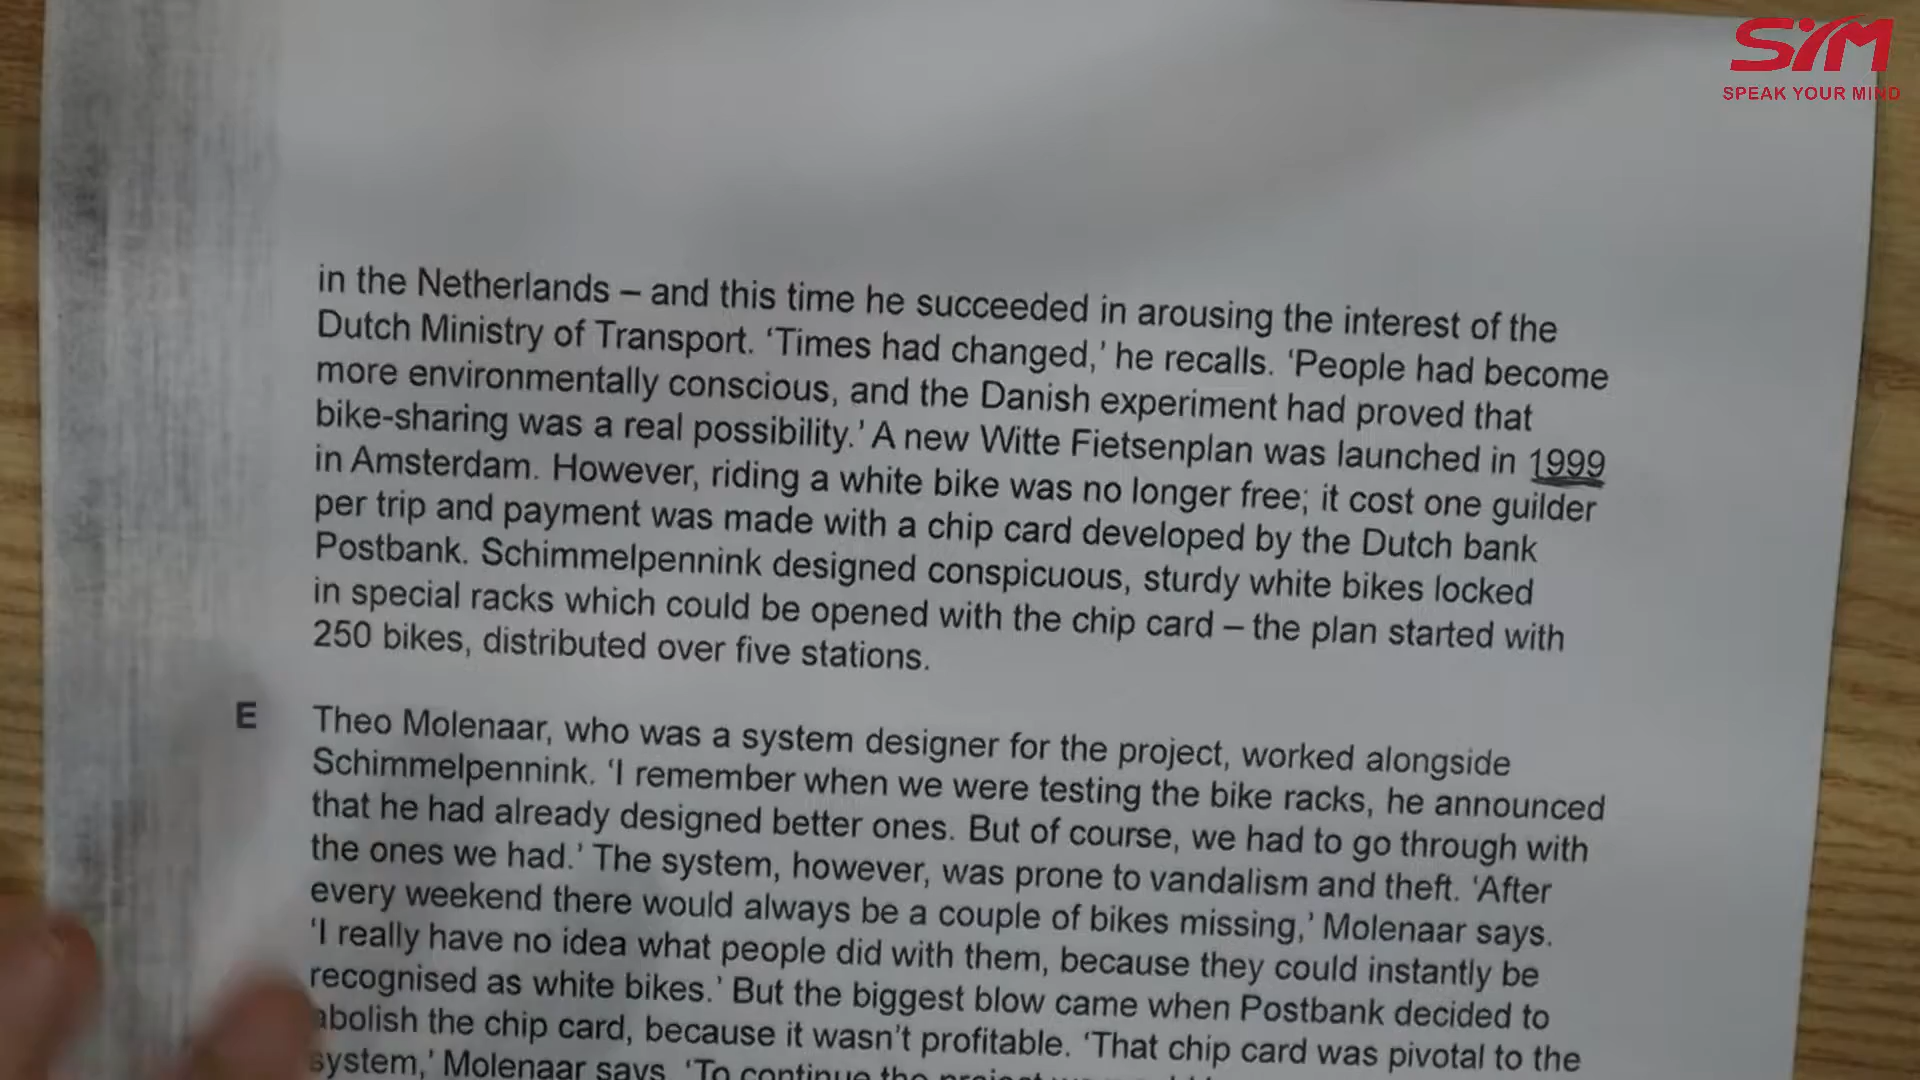 SYM
SPEAK YOUR MIND
in the Netherlands – and this time he succeeded in arousing the interest of the
Dutch Ministry of Transport. ‘Times had changed,’ he recalls. ‘People had become
more environmentally conscious, and the Danish experiment had proved that
bike-sharing was a real possibility.’ A new Witte Fietsenplan was launched in 1999
in Amsterdam. However, riding a white bike was no longer free; it cost one guilder
per trip and payment was made with a chip card developed by the Dutch bank
Postbank. Schimmelpennink designed conspicuous, sturdy white bikes locked
in special racks which could be opened with the chip card – the plan started with
250 bikes, distributed over five stations.
E Theo Molenaar, who was a system designer for the project, worked alongside
Schimmelpennink. ‘I remember when we were testing the bike racks, he announced
that he had already designed better ones. But of course, we had to go through with
the ones we had.’ The system, however, was prone to vandalism and theft. ‘After
every weekend there would always be a couple of bikes missing,’ Molenaar says.
‘I really have no idea what people did with them, because they could instantly be
recognised as white bikes.’ But the biggest blow came when Postbank decided to
abolish the chip card, because it wasn’t profitable. ‘That chip card was pivotal to the
system,’ Molenaar says. ‘To continue the project we